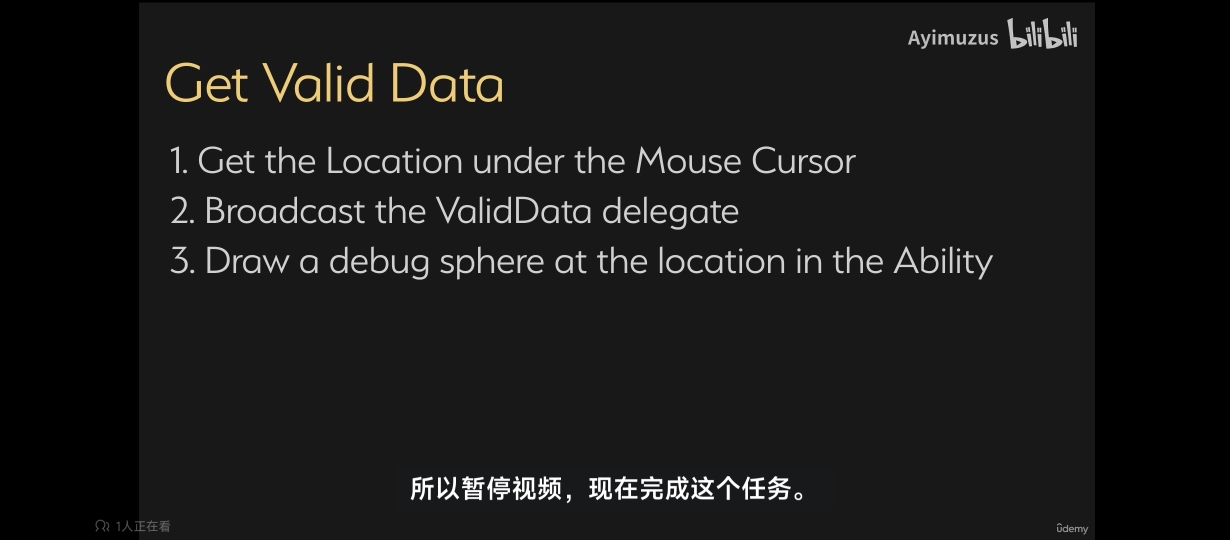 Ayimuzus bilibili
Get Valid Data
1. Get the Location under the Mouse Cursor
2. Broadcast the ValidData delegate
3. Draw a debug sphere at the location in the Ability
所以暂停视频，现在完成这个任务。
1人正在看
ûdemy